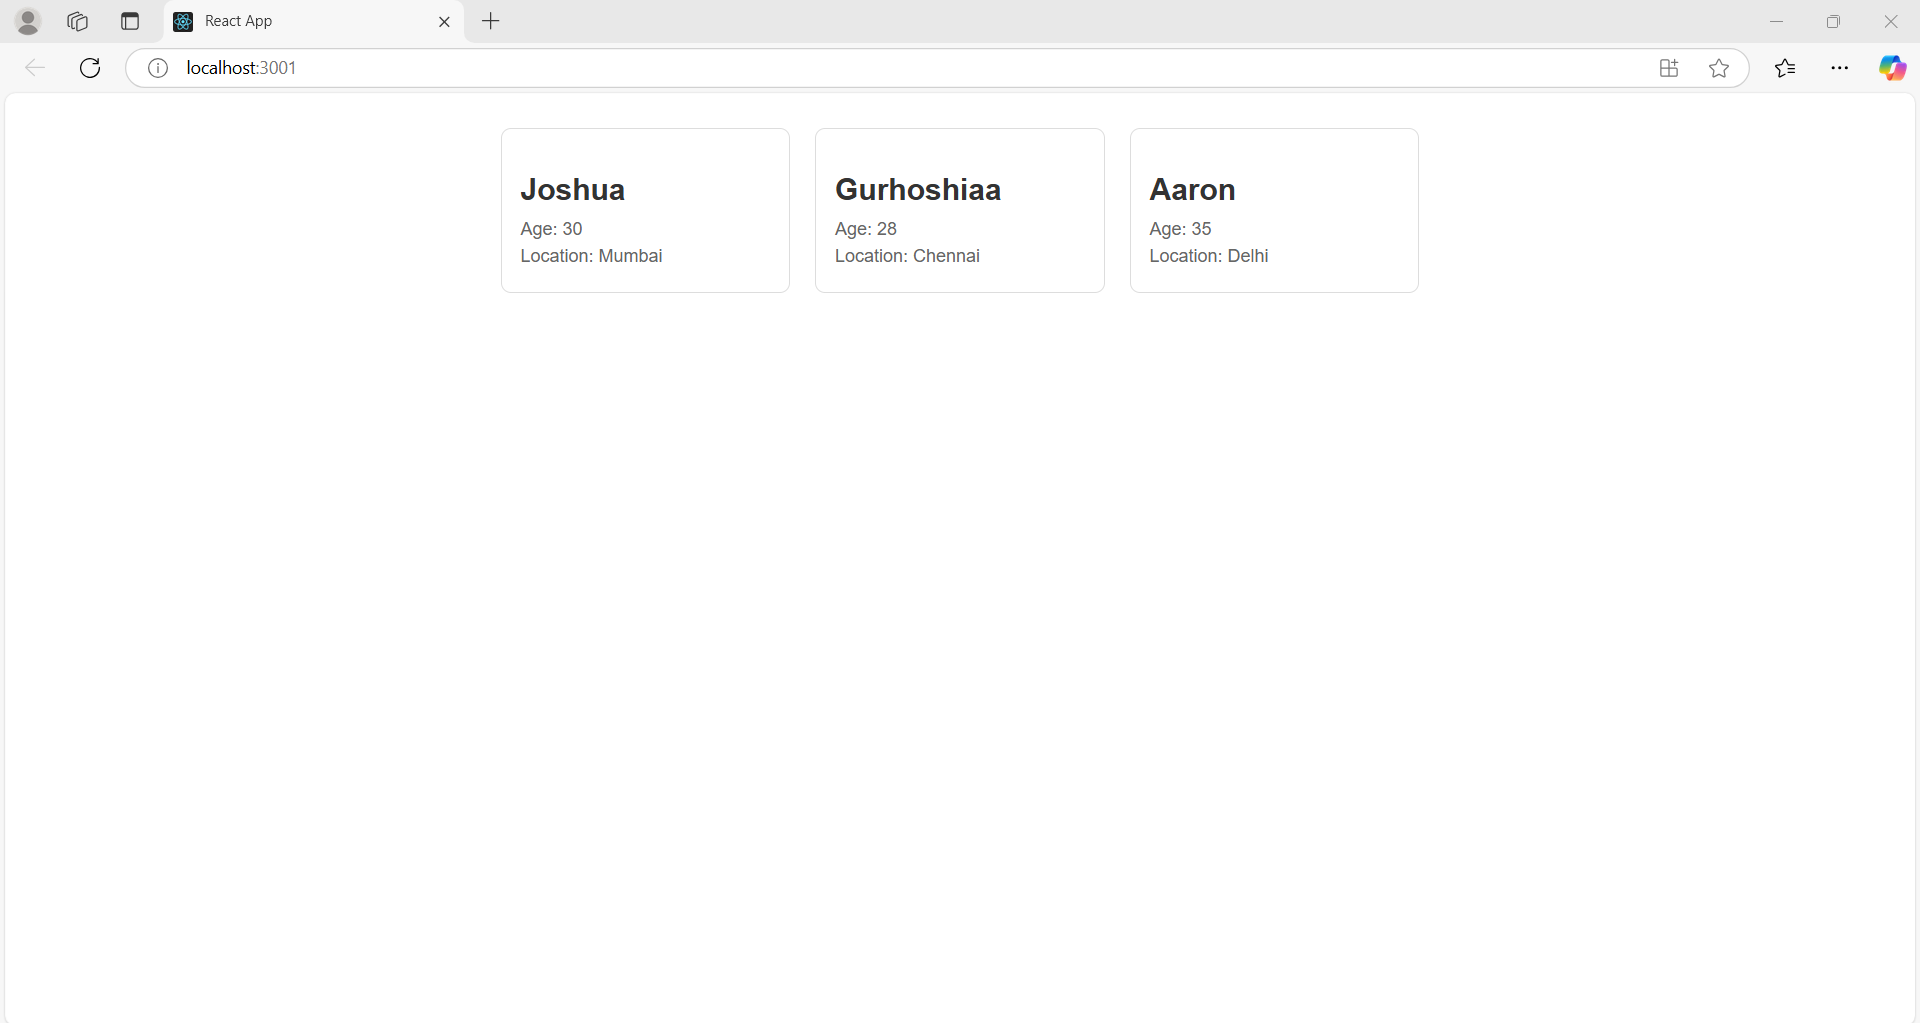 React App
localhost:3001
Joshua
Age: 30
Location: Mumbai
Gurhoshiaa
Age: 28
Location: Chennai
Aaron
Age: 35
Location: Delhi